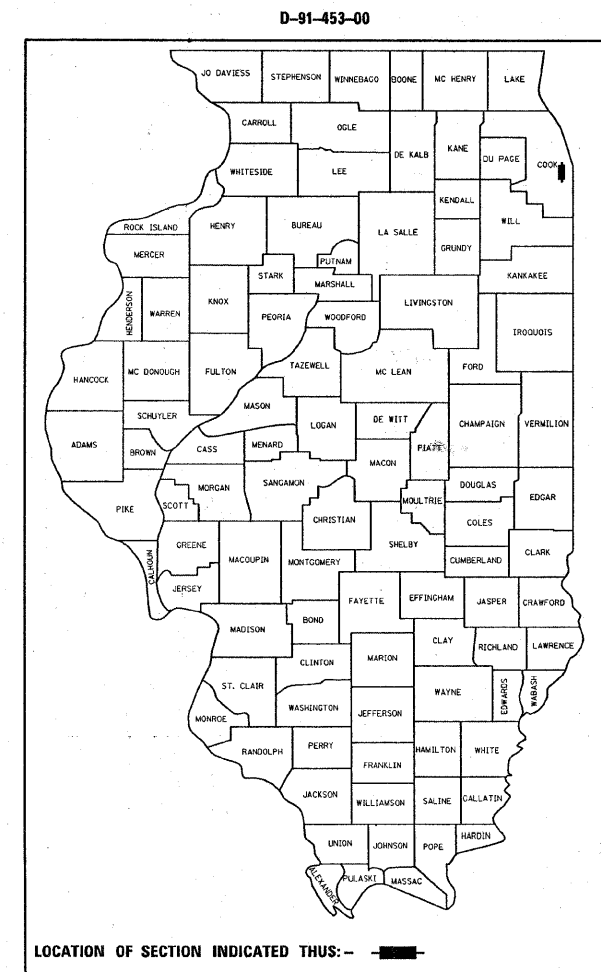 D-91-453-00
JO DAVIESS STEPHENSON WINNEBAGO BOONE MC HENRY LAKE
CARROLL OGLE
DE KALB KANE DU PAGE COOK
WHITESIDE LEE
KENDALL
ROCK ISLAND HENRY BUREAU LA SALLE WILL
MERCER PUTNAM GRUNDY
STARK MARSHALL KANKAKEE
HENDERSON WARREN KNOX PEORIA WOODFORD LIVINGSTON
IROQUOIS
HANCOCK MC DONOUGH FULTON TAZEWELL MC LEAN FORD
MASON
SCHUYLER LOGAN DE WITT CHAMPAIGN VERMILION
ADAMS BROWN CASS MENARD PIATT
MACON
PIKE SCOTT MORGAN SANGAMON DOUGLAS EDGAR
MOULTRIE
CHRISTIAN COLES
GREENE SHELBY
CALHOUN MACOUPIN MONTGOMERY CUMBERLAND CLARK
JERSEY FAYETTE EFFINGHAM JASPER CRAWFORD
MADISON BOND
CLAY RICHLAND LAWRENCE
CLINTON MARION
ST. CLAIR WAYNE EDWARDS WABASH
WASHINGTON JEFFERSON
MONROE
RANDOLPH PERRY HAMILTON WHITE
FRANKLIN
JACKSON WILLIAMSON SALINE GALLATIN
UNION JOHNSON POPE HARDIN
ALEXANDER PULASKI MASSAC
LOCATION OF SECTION INDICATED THUS:-